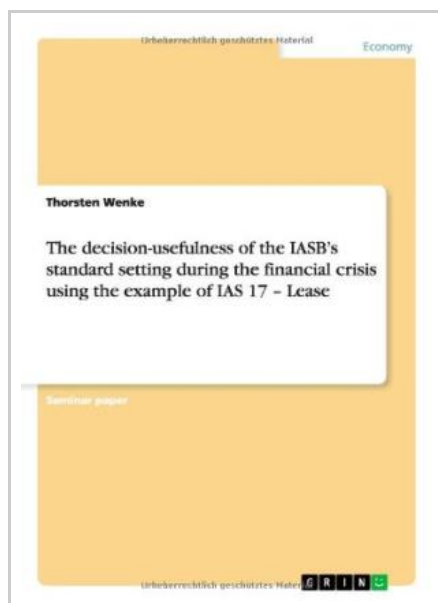 Urheberrechtlich geschütztes Material
Economy
Thorsten Wenke
The decision-usefulness of the IASB's
standard setting during the financial crisis
using the example of IAS 17 – Lease
Seminar paper
Urheberrechtlich geschütztes
GRIN